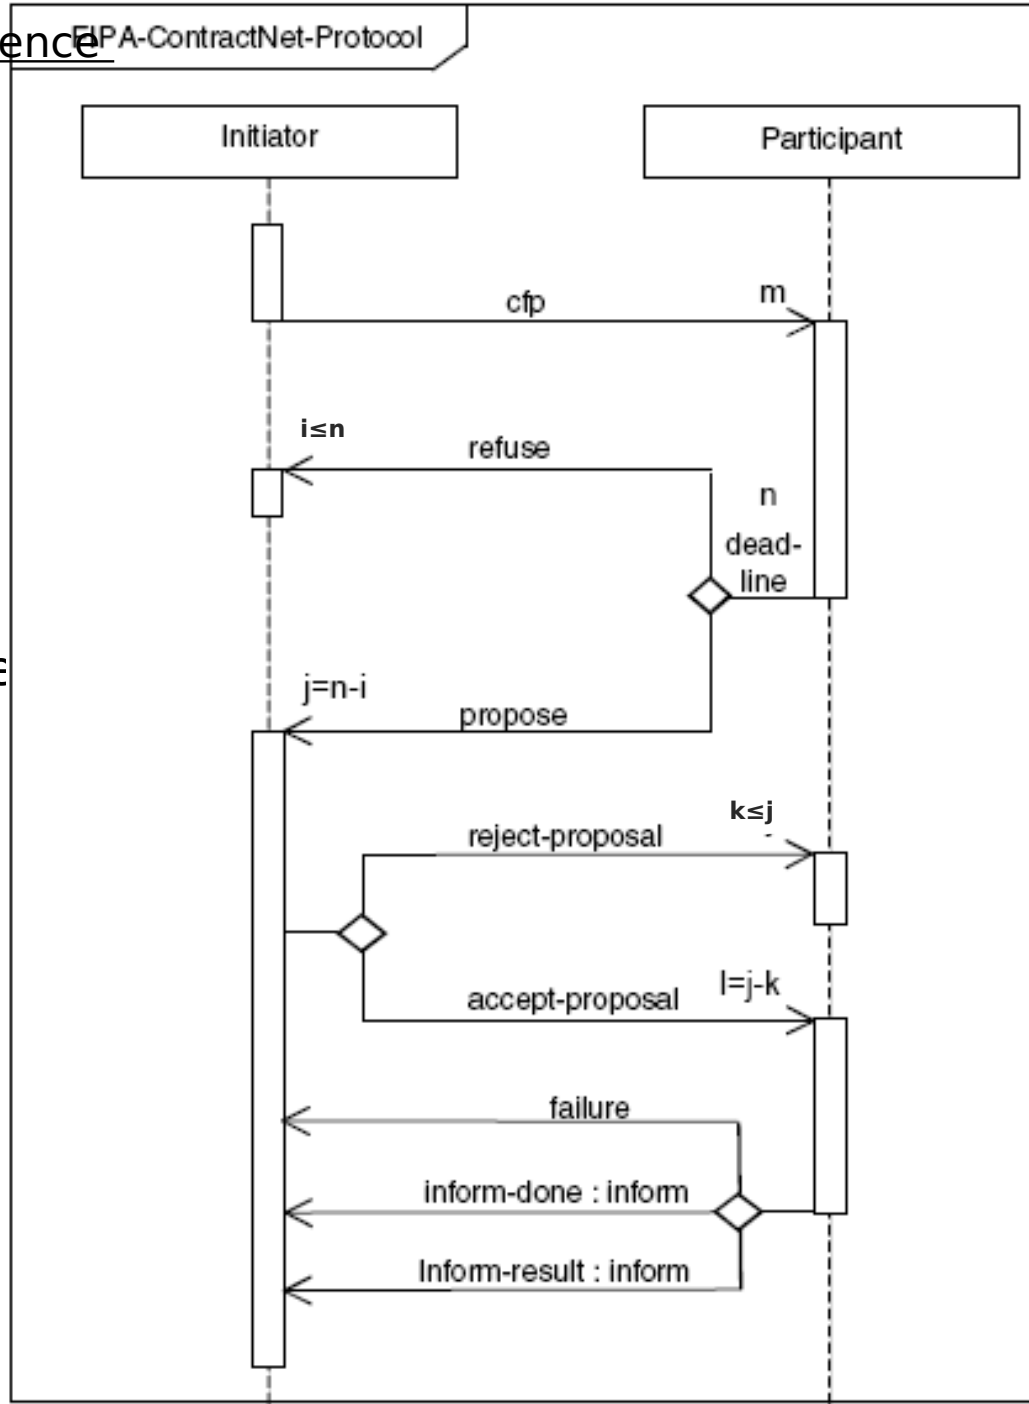 ence
FIPA-ContractNet-Protocol
Initiator
Participant
cfp
m
i≤n
refuse
n
dead-
line
j=n-i
propose
k≤j
reject-proposal
l=j-k
accept-proposal
failure
inform-done : inform
Inform-result : inform